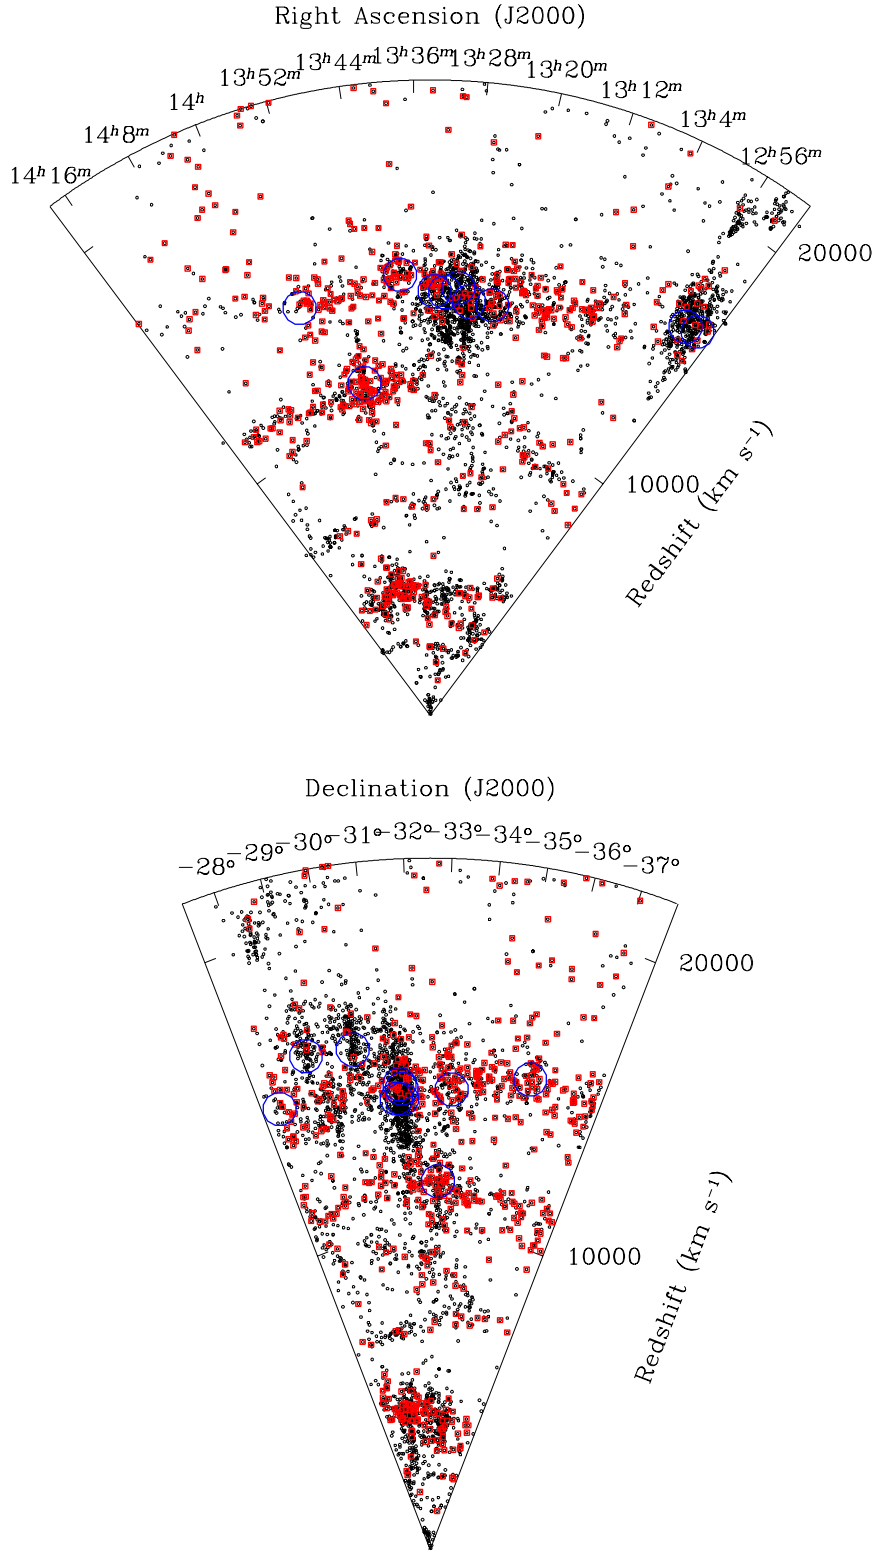 Right Ascension (J2000)
14ʰ16ᵐ 14ʰ8ᵐ 14ʰ 13ʰ52ᵐ 13ʰ44ᵐ 13ʰ36ᵐ 13ʰ28ᵐ 13ʰ20ᵐ 13ʰ12ᵐ 13ʰ4ᵐ 12ʰ56ᵐ
20000
10000
Redshift (km s⁻¹)
Declination (J2000)
−28° −29° −30° −31° −32° −33° −34° −35° −36° −37°
20000
10000
Redshift (km s⁻¹)